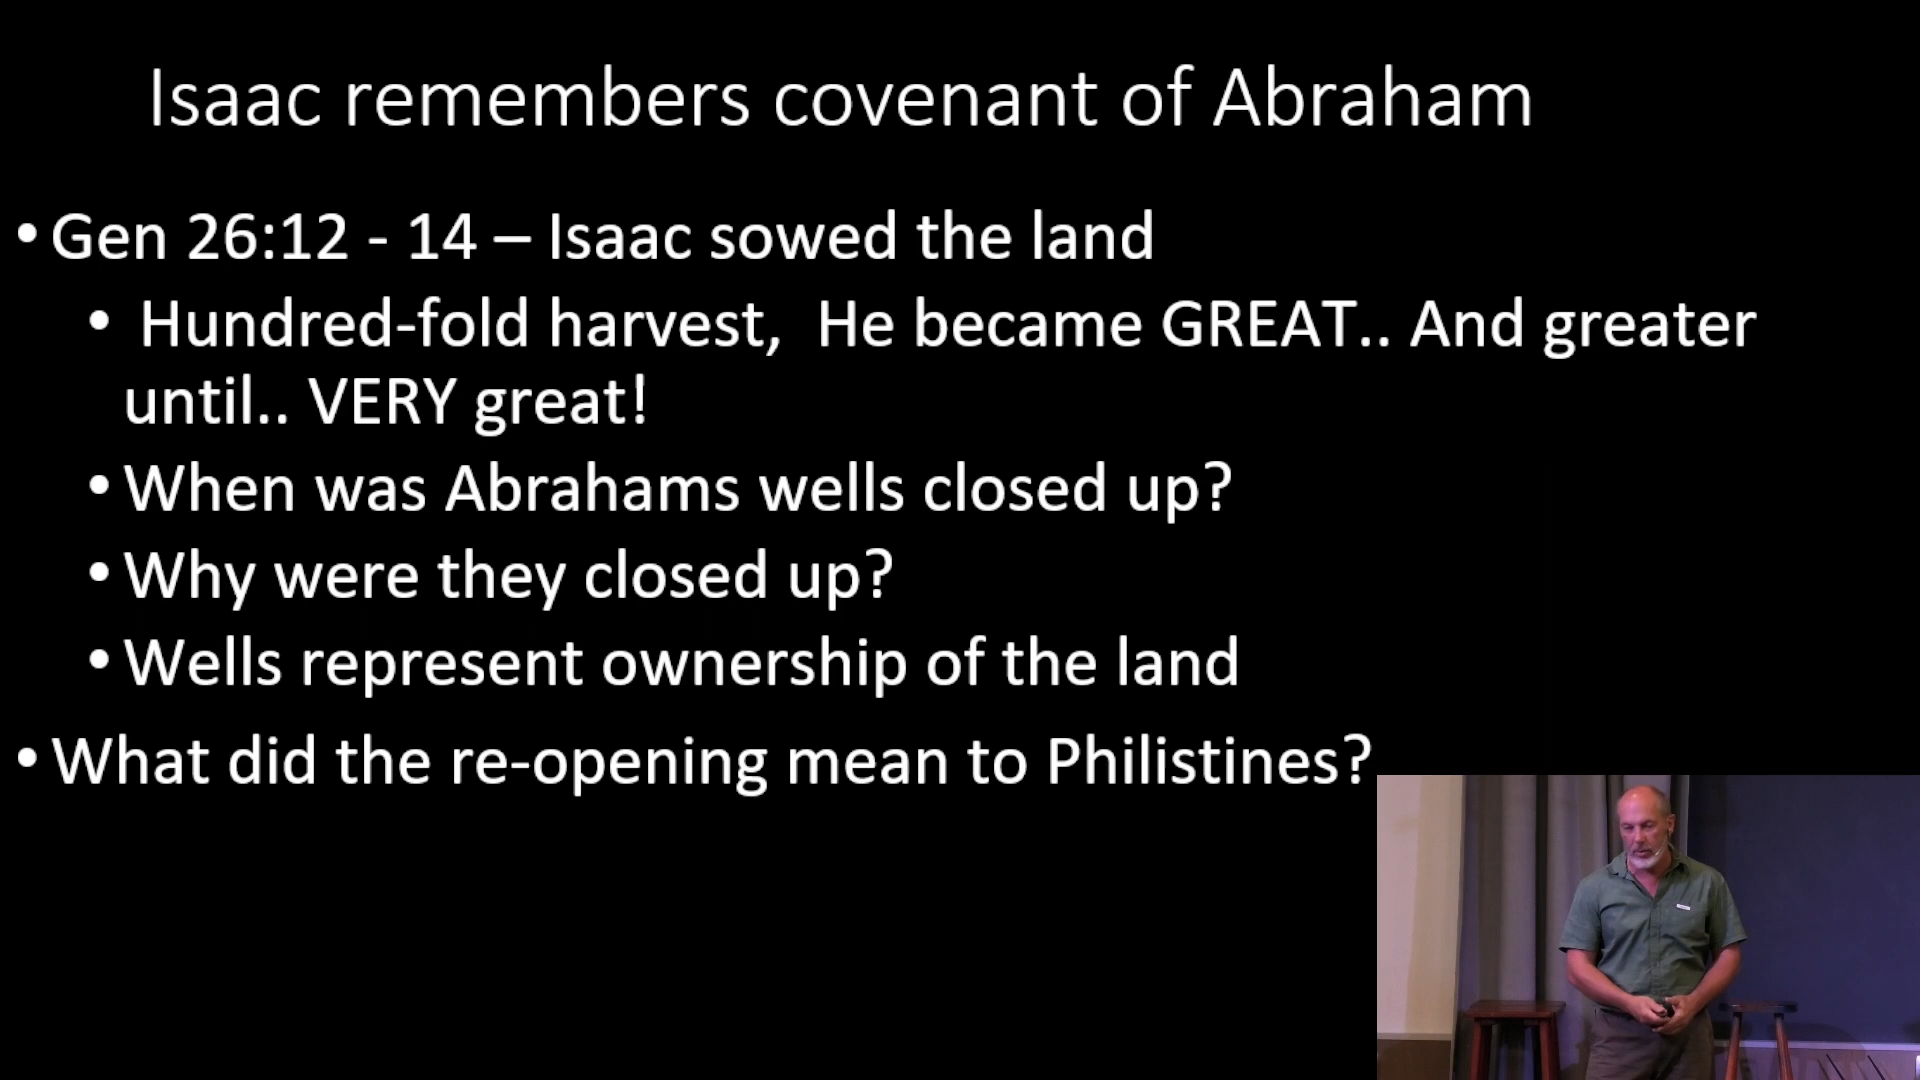 Isaac remembers covenant of Abraham
• Gen 26:12 - 14 – Isaac sowed the land
• Hundred-fold harvest,  He became GREAT.. And greater
until.. VERY great!
• When was Abrahams wells closed up?
• Why were they closed up?
• Wells represent ownership of the land
• What did the re-opening mean to Philistines?